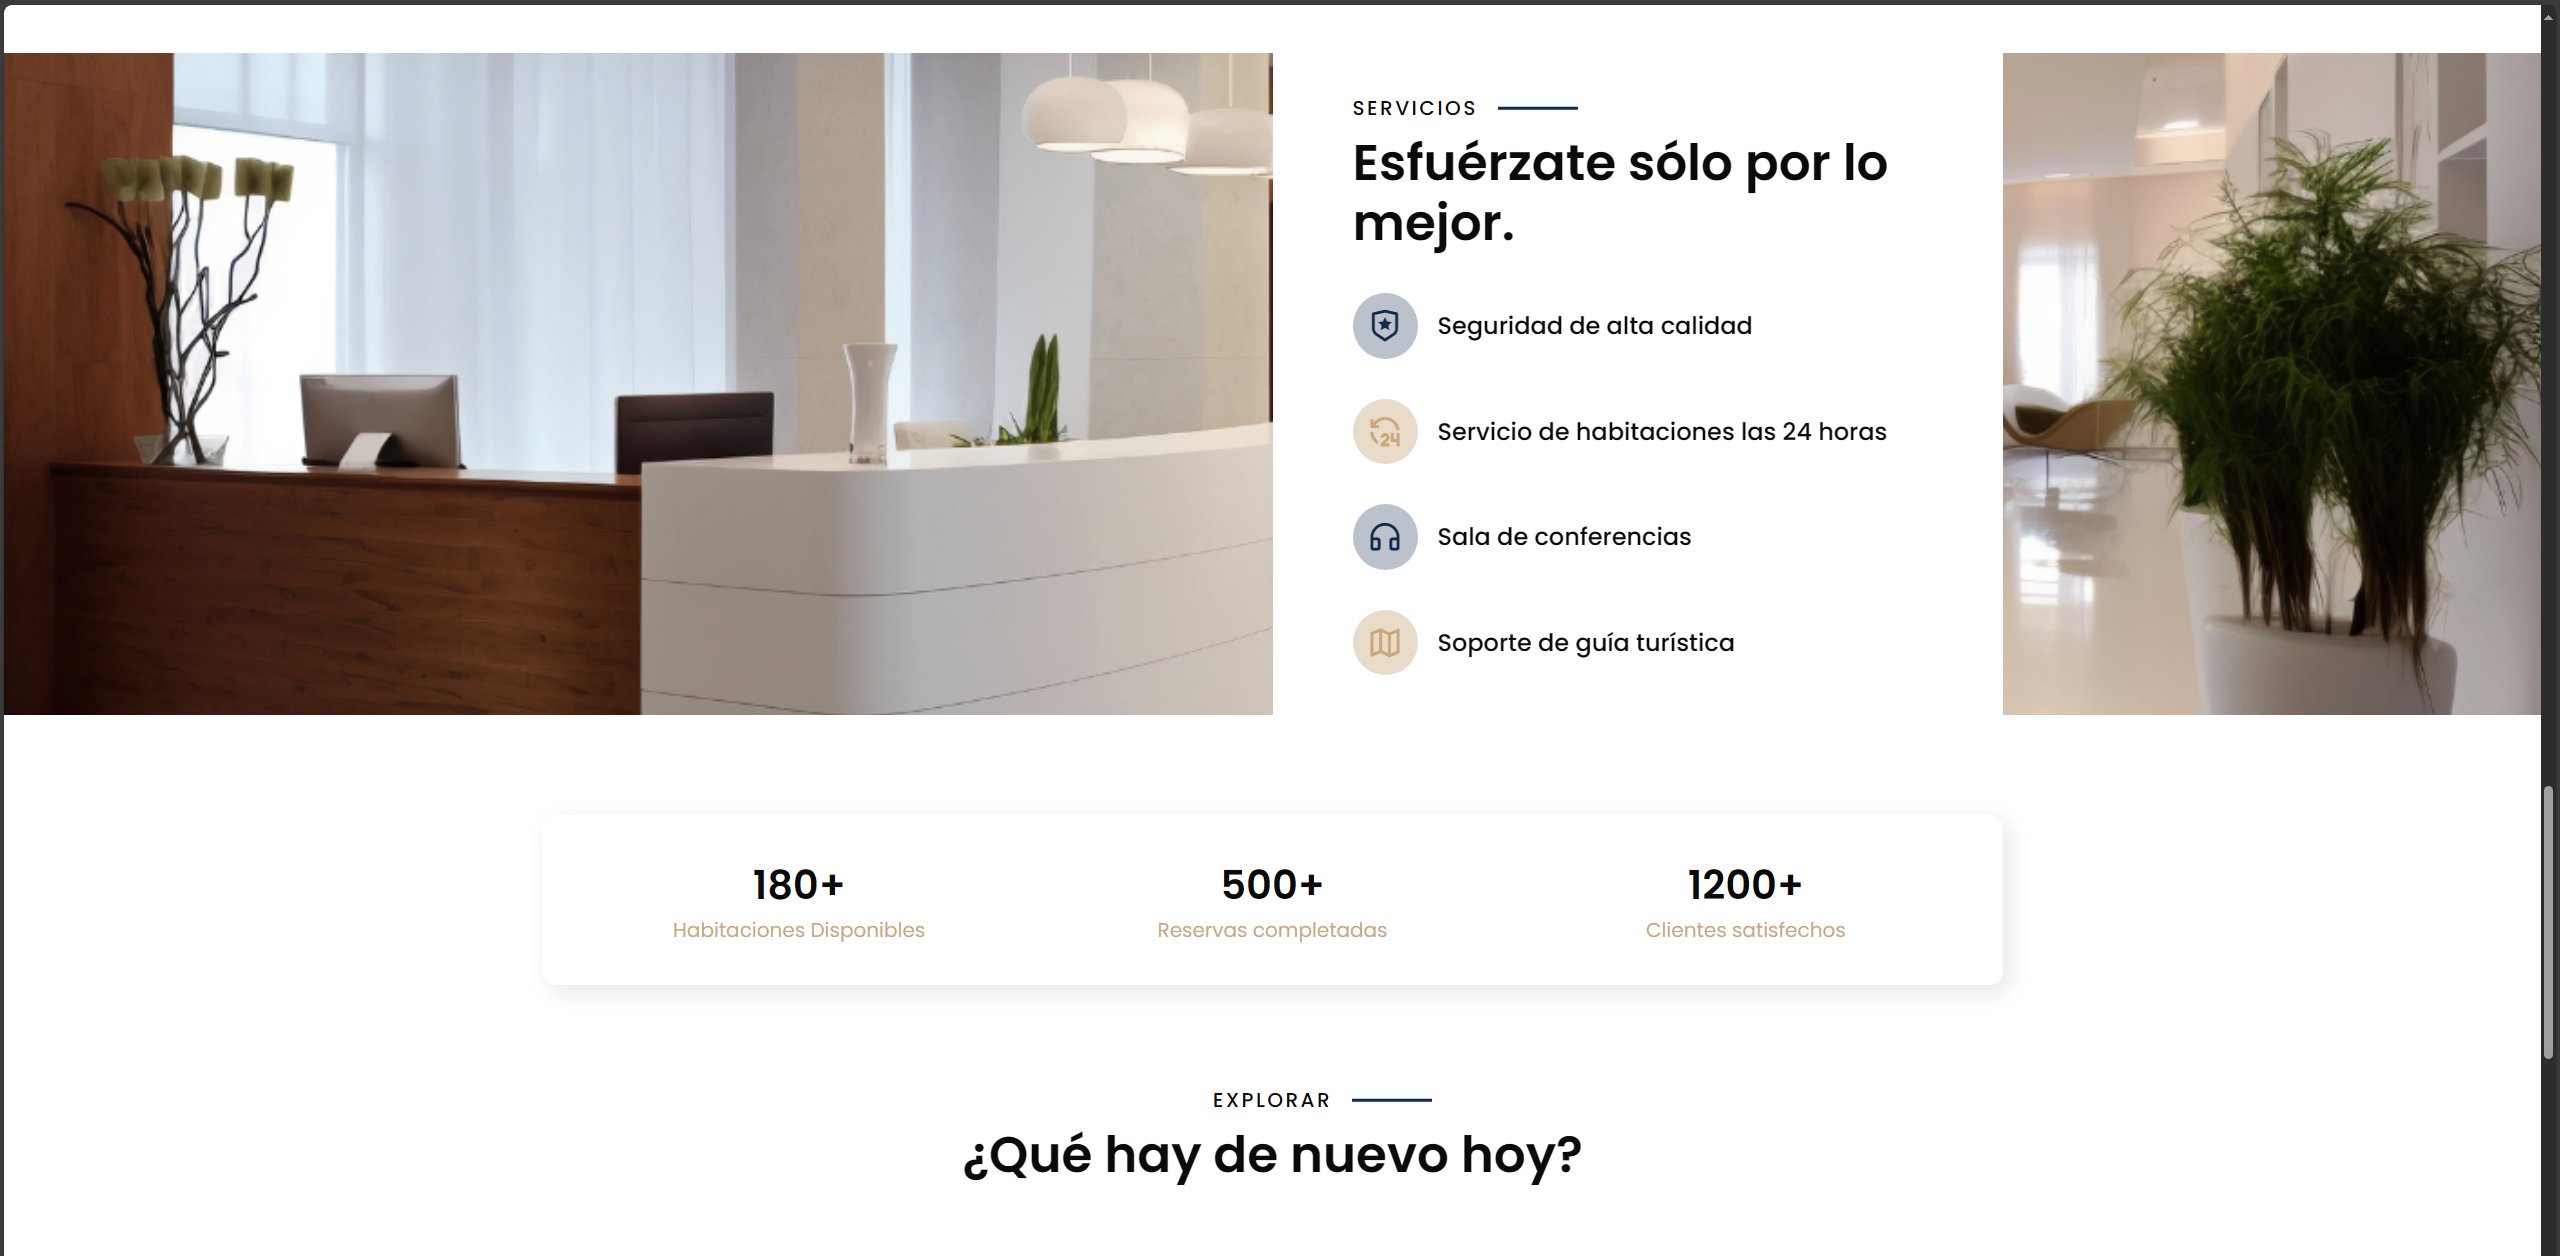 SERVICIOS
Esfuérzate sólo por lo
mejor.
Seguridad de alta calidad
24
Servicio de habitaciones las 24 horas
Sala de conferencias
Soporte de guía turística
180+
Habitaciones Disponibles
500+
Reservas completadas
1200+
Clientes satisfechos
EXPLORAR
¿Qué hay de nuevo hoy?